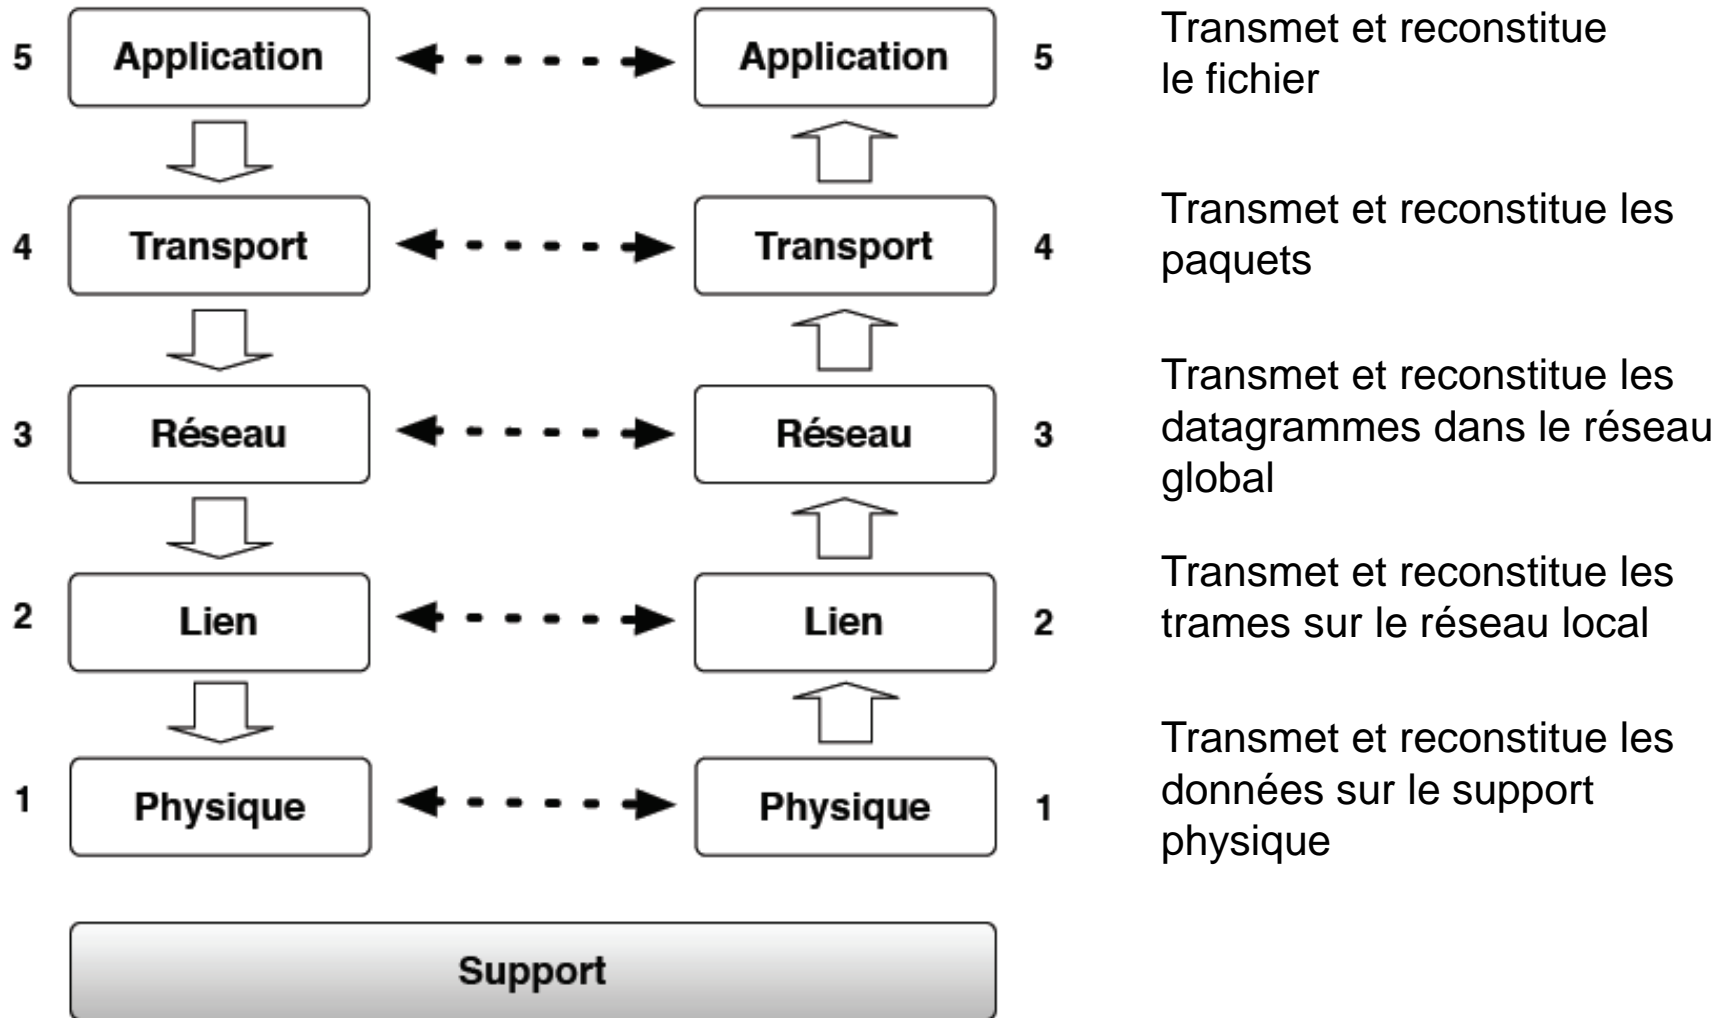 5 Application Application 5
Transmet et reconstitue
le fichier
4 Transport Transport 4
Transmet et reconstitue les
paquets
3 Réseau Réseau 3
Transmet et reconstitue les
datagrammes dans le réseau
global
2 Lien Lien 2
Transmet et reconstitue les
trames sur le réseau local
1 Physique Physique 1
Transmet et reconstitue les
données sur le support
physique
Support